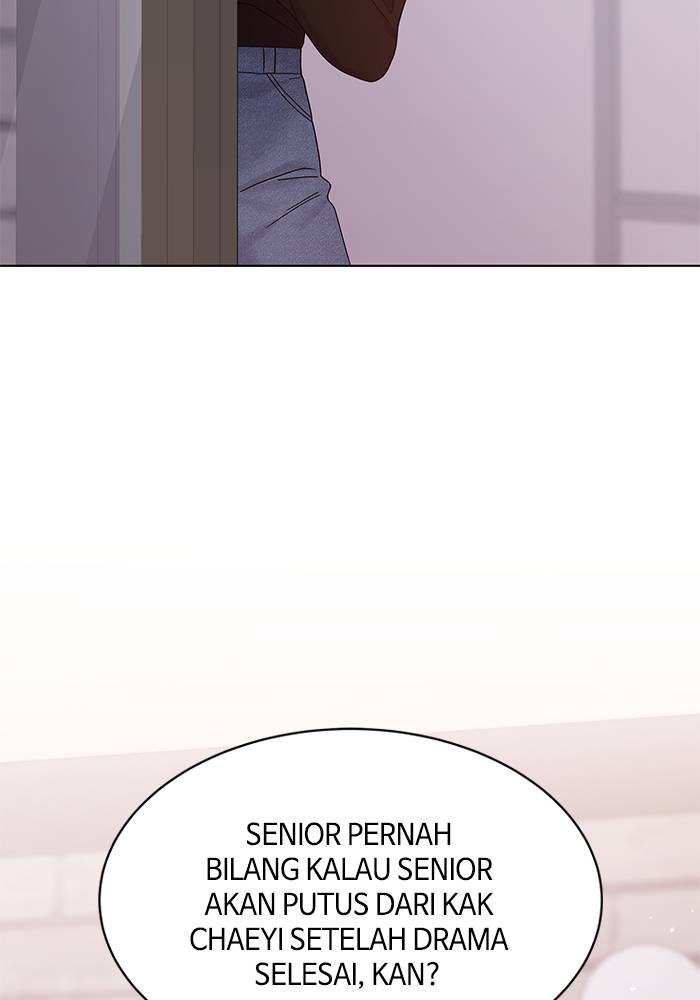 SENIOR PERNAH
BILANG KALAU SENIOR
AKAN PUTUS DARI KAK
CHAEYI SETELAH DRAMA
SELESAI, KAN?